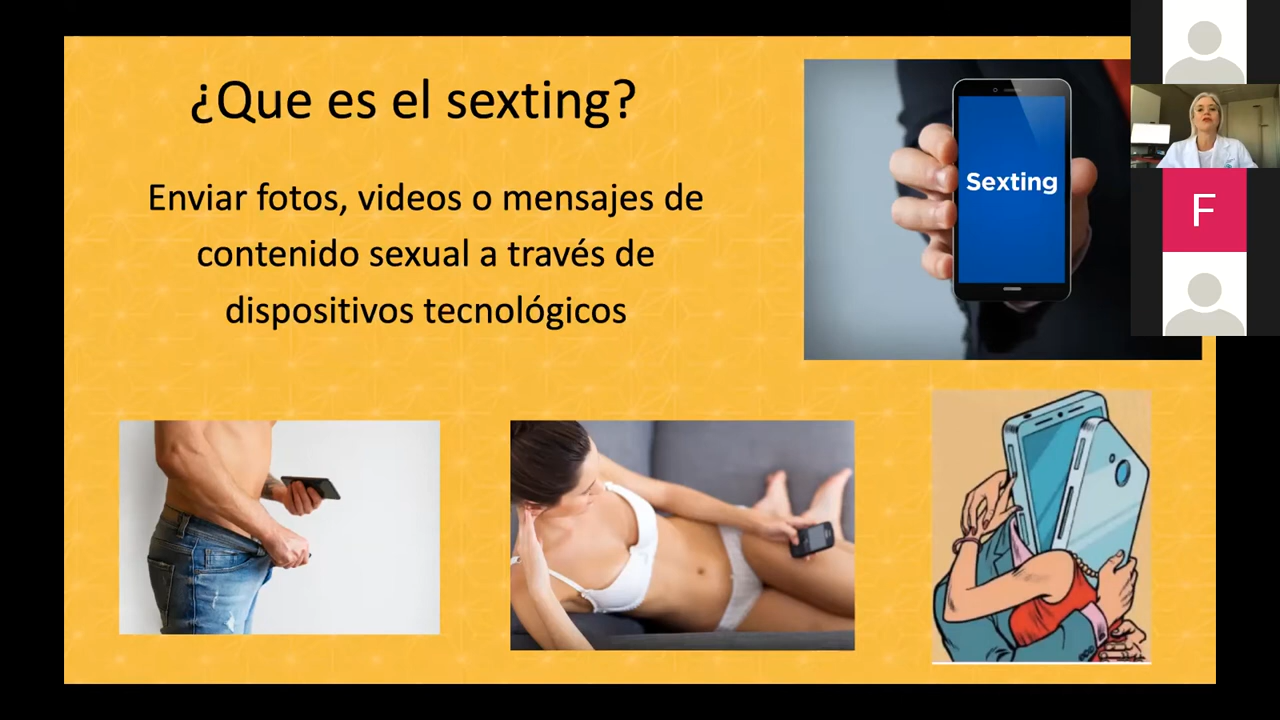 ¿Que es el sexting?
Enviar fotos, videos o mensajes de
contenido sexual a través de
dispositivos tecnológicos
Sexting
F